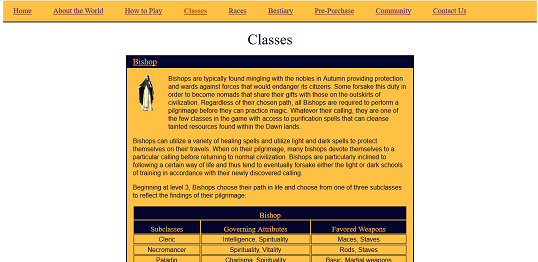 Home About the World How to Play Classes Races Bestiary Pre-Purchase Community Contact Us
Classes
Bishop
Bishops are typically found mingling with the nobles in Autumn providing protection
and wards against forces that would endanger its citizens. Some forsake this duty in
order to become nomads that share their gifts with those on the outskirts of
civilization. Regardless of their chosen path, all Bishops are required to perform a
pilgrimage before they can practice magic. Whatever their calling, they are one of
the few classes in the game with access to purification spells that can cleanse
tainted resources found within the Dawn lands.
Bishops can utilize a variety of healing spells and utilize light and dark spells to protect
themselves on their travels. When on their pilgrimage, many bishops devote themselves to a
particular calling before returning to normal civilization. Bishops are particularly inclined to
following a certain way of life and thus tend to eventually forsake either the light or dark schools
of training in accordance with their newly discovered calling.
Beginning at level 3, Bishops choose their path in life and choose from one of three subclasses
to reflect the findings of their pilgrimage:
Bishop
Subclasses Governing Attributes Favored Weapons
Cleric Intelligence, Spirituality Maces, Staves
Necromancer Spirituality, Vitality Rods, Staves
Paladin Charisma, Spirituality Basic, Martial weapons